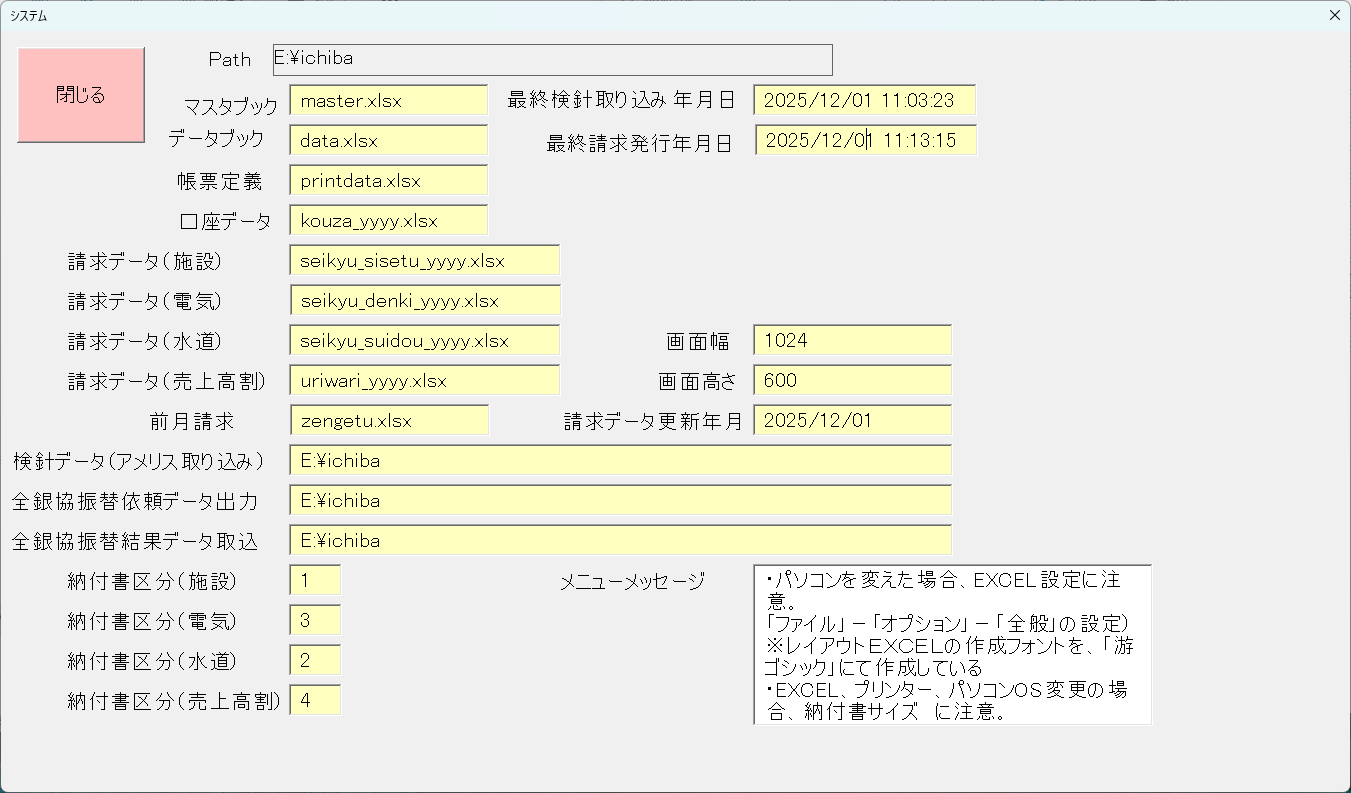 システム
閉じる
Path E:¥ichiba
マスタブック master.xlsx 最終検針取り込み年月日 2025/12/01 11:03:23
データブック data.xlsx 最終請求発行年月日 2025/12/01 11:13:15
帳票定義 printdata.xlsx
口座データ kouza_yyyy.xlsx
請求データ(施設) seikyu_sisetu_yyyy.xlsx
請求データ(電気) seikyu_denki_yyyy.xlsx
請求データ(水道) seikyu_suidou_yyyy.xlsx 画面幅 1024
請求データ(売上高割) uriwari_yyyy.xlsx 画面高さ 600
前月請求 zengetu.xlsx 請求データ更新年月 2025/12/01
検針データ(アメリス取り込み) E:¥ichiba
全銀協振替依頼データ出力 E:¥ichiba
全銀協振替結果データ取込 E:¥ichiba
納付書区分(施設) 1 メニューメッセージ
納付書区分(電気) 3
納付書区分(水道) 2
納付書区分(売上高割) 4
・パソコンを変えた場合、EXCEL設定に注
意。
「ファイル」－「オプション」－「全般」の設定)
※レイアウトEXCELの作成フォントを、「游
ゴシック」にて作成している
・EXCEL、プリンター、パソコンOS変更の場
合、納付書サイズ　に注意。